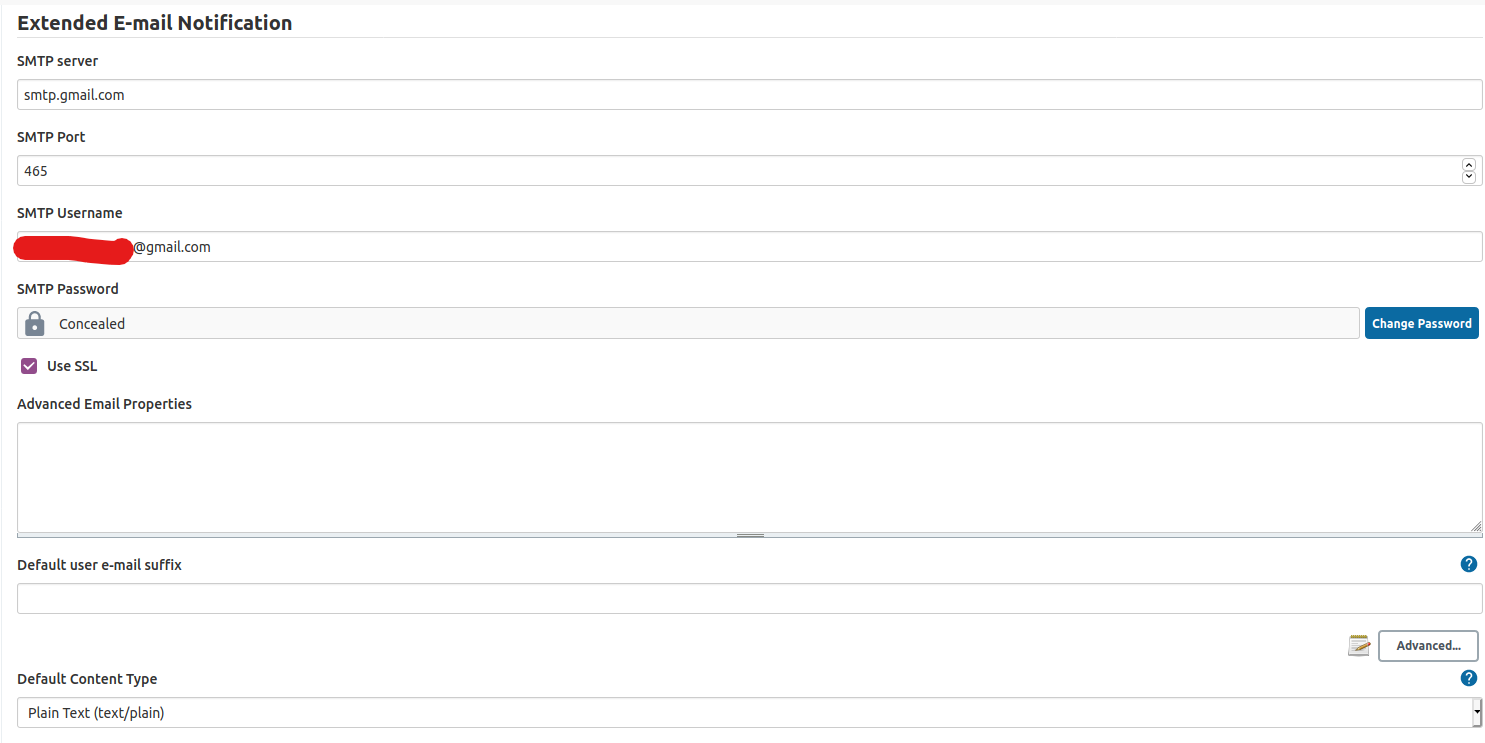 Extended E-mail Notification
SMTP server
smtp.gmail.com
SMTP Port
465
SMTP Username
@gmail.com
SMTP Password
Concealed
Change Password
Use SSL
Advanced Email Properties
Default user e-mail suffix
?
Advanced...
Default Content Type
?
Plain Text (text/plain)